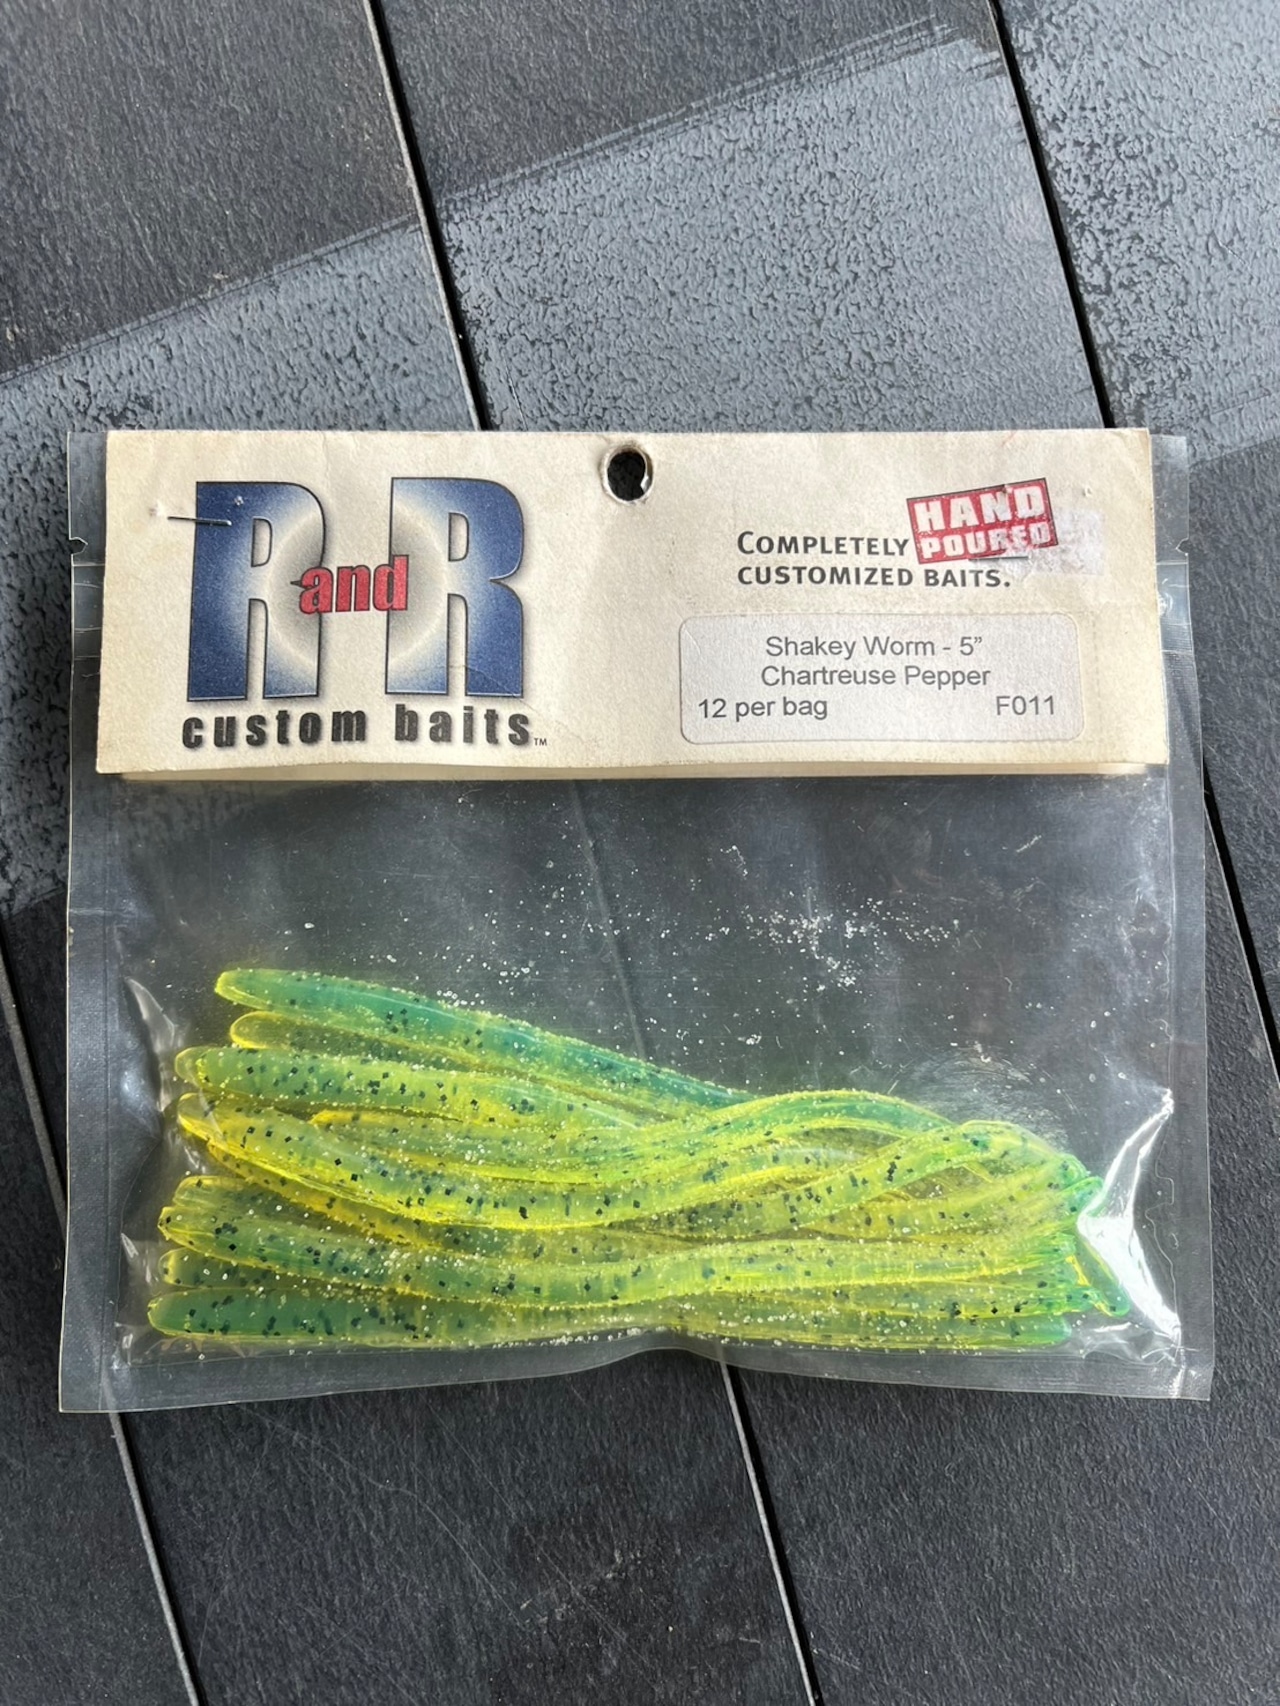 R and R
custom baits™
HAND
POURED
COMPLETELY
CUSTOMIZED BAITS.
Shakey Worm - 5”
Chartreuse Pepper
12 per bag F011